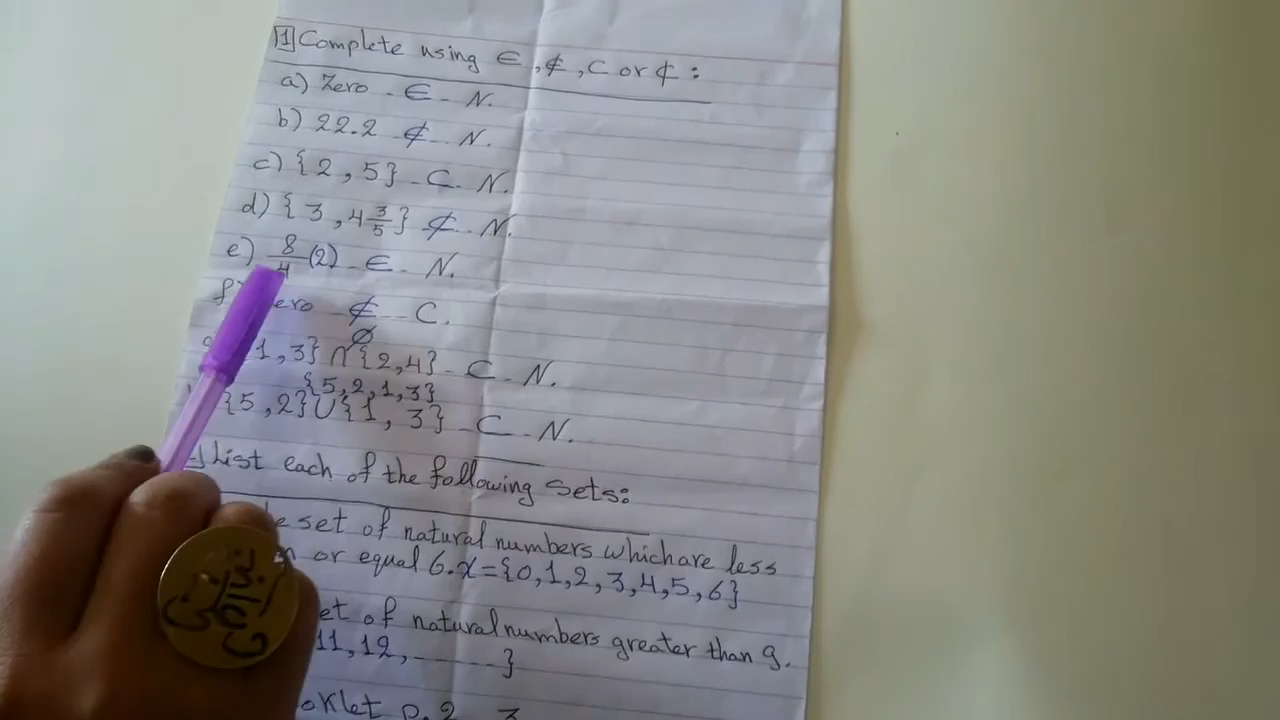 1 Complete using ∈, ∉, ⊂ or ⊄ :
a) Zero - ∈ - N.
b) 22.2 ∉ - N.
c) {2, 5} - ⊂ - N.
d) {3, 4 3/5} ⊄ - N.
e) 8/4 (2) - ∈ - N.
ero - ∉ - C.
Ø
1, 3} ∩ {2, 4} - ⊂ - N.
{5, 2, 1, 3}
{5, 2} ∪ {1, 3} - ⊂ - N.
List each of the following sets:
set of natural numbers which are less
or equal 6. X = {0, 1, 2, 3, 4, 5, 6}
et of natural numbers greater than 9.
11, 12, ------}
oklet p. 2